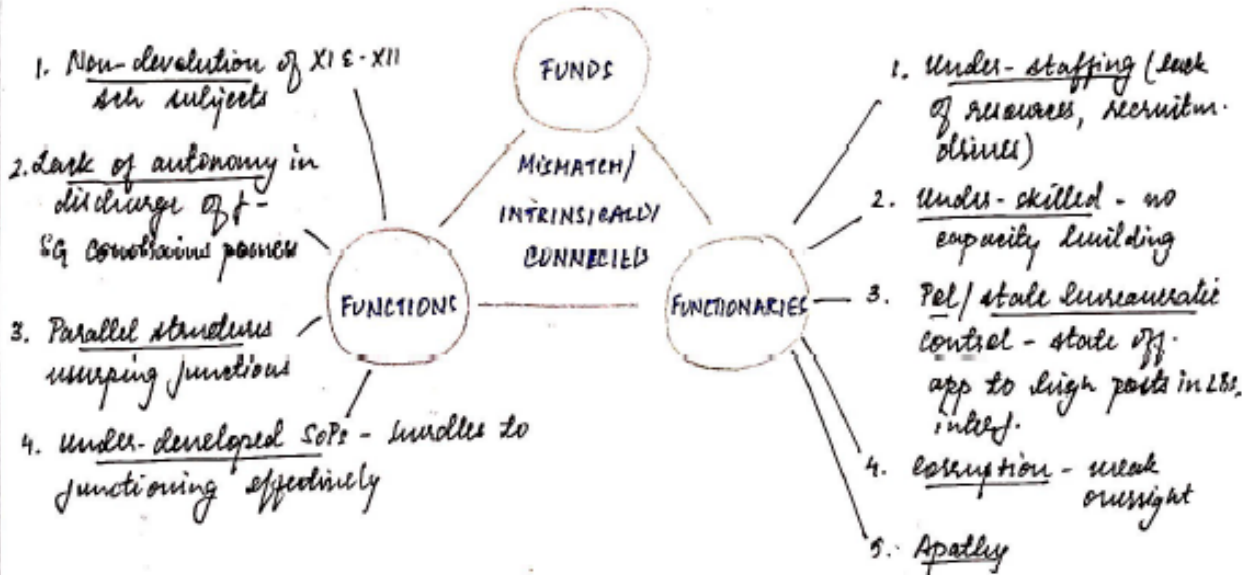 FUNDS
MISMATCH/
INTRINSICALLY
CONNECTED
FUNCTIONS
FUNCTIONARIES
1. Non-devolution of XI & XII
sch subjects
2. Lack of autonomy in
discharge of f -
SG powers
3. Parallel structures
usurping functions
4. Under-developed SoPs - hurdles to
functioning effectively
1. Under-staffing (lack
of resources, recruitm.
drives)
2. Under-skilled - no
capacity building
3. Pol/ state bureaucratic
control - state off.
app to high posts in LBs,
interf.
4. Corruption - weak
oversight
5. Apathy